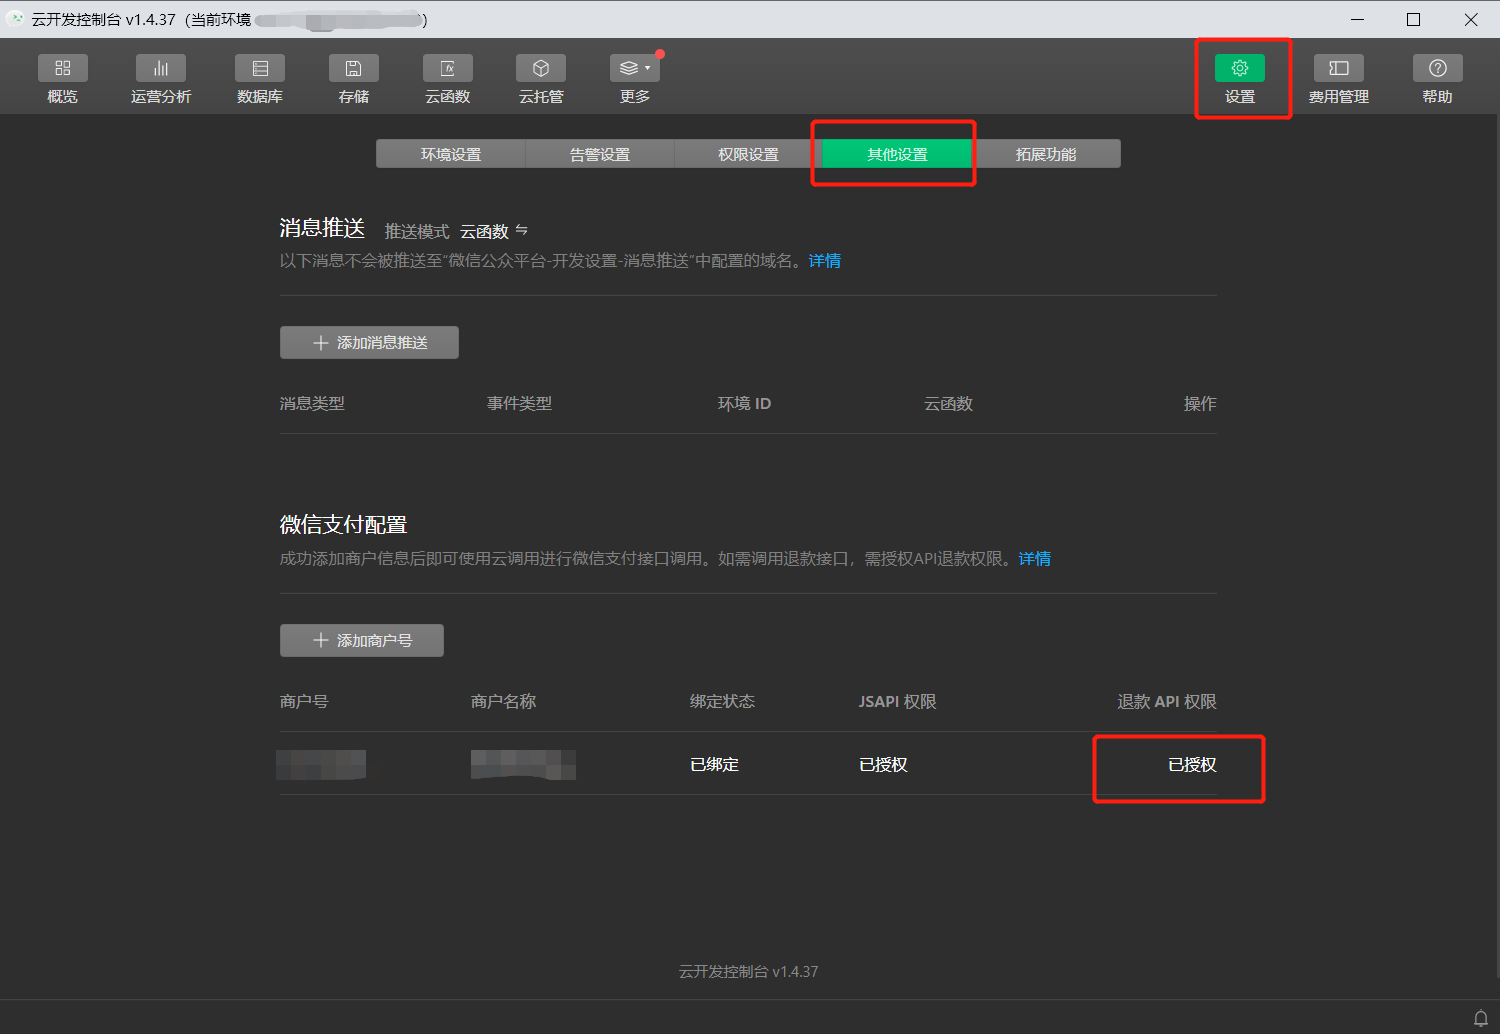 云开发控制台 v1.4.37（当前环境 )
概览 运营分析 数据库 存储 云函数 云托管 更多 设置 费用管理 帮助
环境设置 告警设置 权限设置 其他设置 拓展功能
消息推送 推送模式 云函数
以下消息不会被推送至“微信公众平台-开发设置-消息推送”中配置的域名。详情
添加消息推送
消息类型 事件类型 环境 ID 云函数 操作
微信支付配置
成功添加商户信息后即可使用云调用进行微信支付接口调用。如需调用退款接口，需授权API退款权限。详情
添加商户号
商户号 商户名称 绑定状态 JSAPI 权限 退款 API 权限
已绑定 已授权 已授权
云开发控制台 v1.4.37